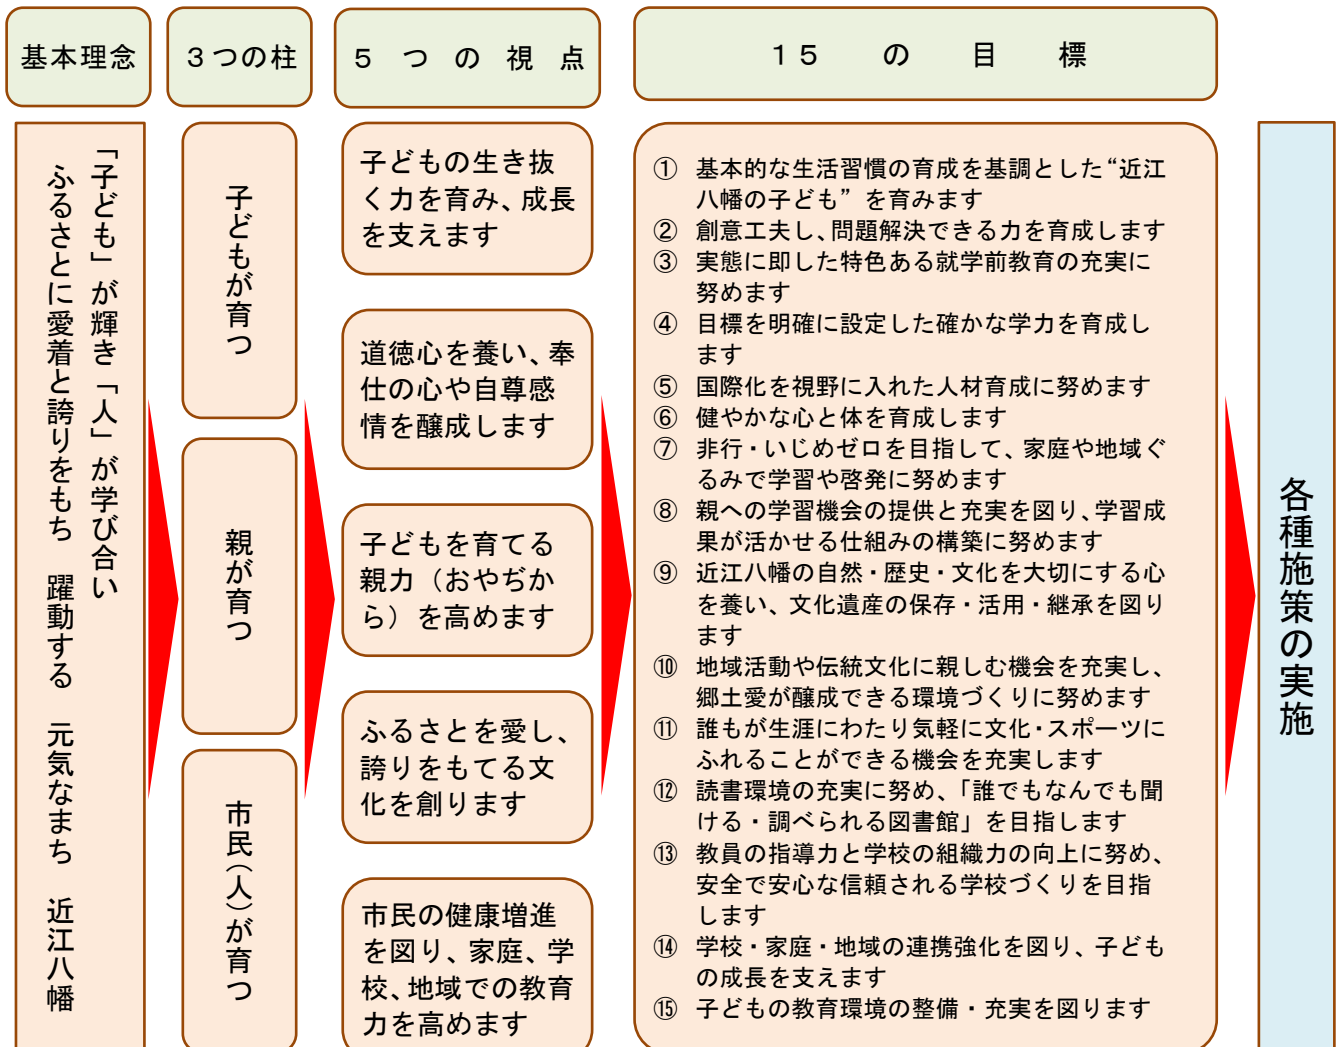 基本理念
３つの柱
５つの視点
１５の目標
「子ども」が輝き「人」が学び合い
ふるさとに愛着と誇りをもち　躍動する　元気なまち　近江八幡
子どもが育つ
親が育つ
市民（人）が育つ
子どもの生き抜
く力を育み、成長
を支えます
道徳心を養い、奉
仕の心や自尊感
情を醸成します
子どもを育てる
親力（おやぢか
ら）を高めます
ふるさとを愛し、
誇りをもてる文
化を創ります
市民の健康増進
を図り、家庭、学
校、地域での教育
力を高めます
① 基本的な生活習慣の育成を基調とした“近江
八幡の子ども”を育みます
② 創意工夫し、問題解決できる力を育成します
③ 実態に即した特色ある就学前教育の充実に
努めます
④ 目標を明確に設定した確かな学力を育成し
ます
⑤ 国際化を視野に入れた人材育成に努めます
⑥ 健やかな心と体を育成します
⑦ 非行・いじめゼロを目指して、家庭や地域ぐ
るみで学習や啓発に努めます
⑧ 親への学習機会の提供と充実を図り、学習成
果が活かせる仕組みの構築に努めます
⑨ 近江八幡の自然・歴史・文化を大切にする心
を養い、文化遺産の保存・活用・継承を図り
ます
⑩ 地域活動や伝統文化に親しむ機会を充実し、
郷土愛が醸成できる環境づくりに努めます
⑪ 誰もが生涯にわたり気軽に文化・スポーツに
ふれることができる機会を充実します
⑫ 読書環境の充実に努め、「誰でもなんでも聞
ける・調べられる図書館」を目指します
⑬ 教員の指導力と学校の組織力の向上に努め、
安全で安心な信頼される学校づくりを目指
します
⑭ 学校・家庭・地域の連携強化を図り、子ども
の成長を支えます
⑮ 子どもの教育環境の整備・充実を図ります
各種施策の実施